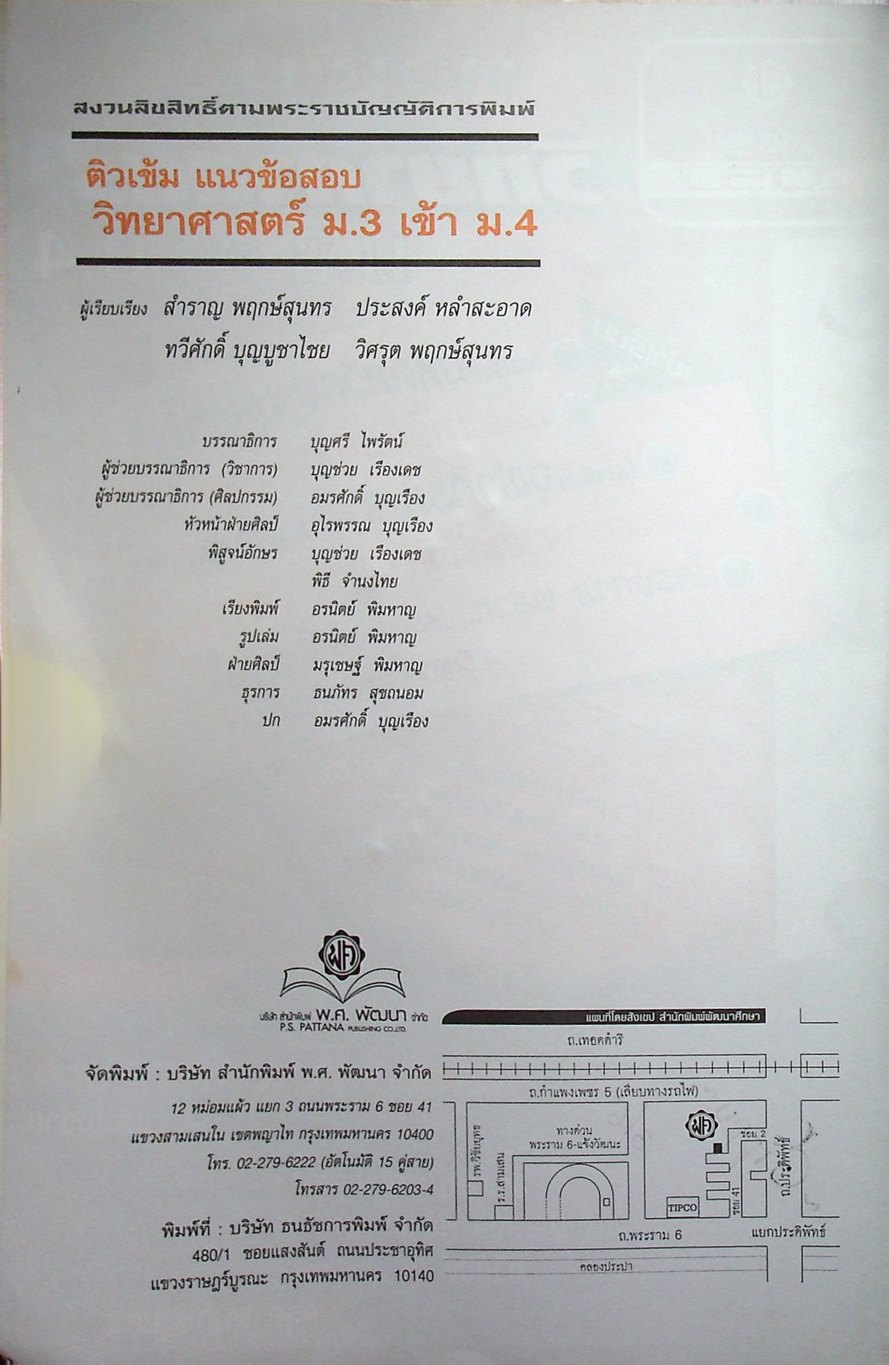 สงวนลิขสิทธิ์ตามพระราชบัญญัติการพิมพ์
ติวเข้ม แนวข้อสอบ
วิทยาศาสตร์ ม.3 เข้า ม.4
ผู้เรียบเรียง สำราญ พฤกษ์สุนทร ประสงค์ หลำสะอาด
ทวีศักดิ์ บุญบูชาไชย วิศรุต พฤกษ์สุนทร
บรรณาธิการ บุญศรี ไพรัตน์
ผู้ช่วยบรรณาธิการ (วิชาการ) บุญช่วย เรืองเดช
ผู้ช่วยบรรณาธิการ (ศิลปกรรม) อมรศักดิ์ บุญเรือง
หัวหน้าฝ่ายศิลป์ อุไรพรรณ บุญเรือง
พิสูจน์อักษร บุญช่วย เรืองเดช
พิธี จำนงไทย
เรียงพิมพ์ อรนิตย์ พิมหาญ
รูปเล่ม อรนิตย์ พิมหาญ
ฝ่ายศิลป์ มรุเชษฐ์ พิมหาญ
ธุรการ ธนภัทร สุขถนอม
ปก อมรศักดิ์ บุญเรือง
พศ
บริษัท สำนักพิมพ์ พ.ศ. พัฒนา จำกัด
P.S. PATTANA PUBLISHING CO.,LTD.
จัดพิมพ์ : บริษัท สำนักพิมพ์ พ.ศ. พัฒนา จำกัด
12 หม่อมแผ้ว แยก 3 ถนนพระราม 6 ซอย 41
แขวงสามเสนใน เขตพญาไท กรุงเทพมหานคร 10400
โทร. 02-279-6222 (อัตโนมัติ 15 คู่สาย)
โทรสาร 02-279-6203-4
พิมพ์ที่ : บริษัท ธนธัชการพิมพ์ จำกัด
480/1 ซอยแสงสันต์ ถนนประชาอุทิศ
แขวงราษฎร์บูรณะ กรุงเทพมหานคร 10140
แผนที่โดยสังเขป สำนักพิมพ์พัฒนาศึกษา
ถ.เทอดดำริ
ถ.กำแพงเพชร 5 (เลียบทางรถไฟ)
รพ.วิชัยยุทธ
ร.ร.สามเสน
ทางด่วน
พระราม 6-แจ้งวัฒนะ
พศ
ซอย 2
ซอย 41
TIPCO
ถ.ประดิพัทธ์
ถ.พระราม 6
แยกประดิพัทธ์
คลองประปา